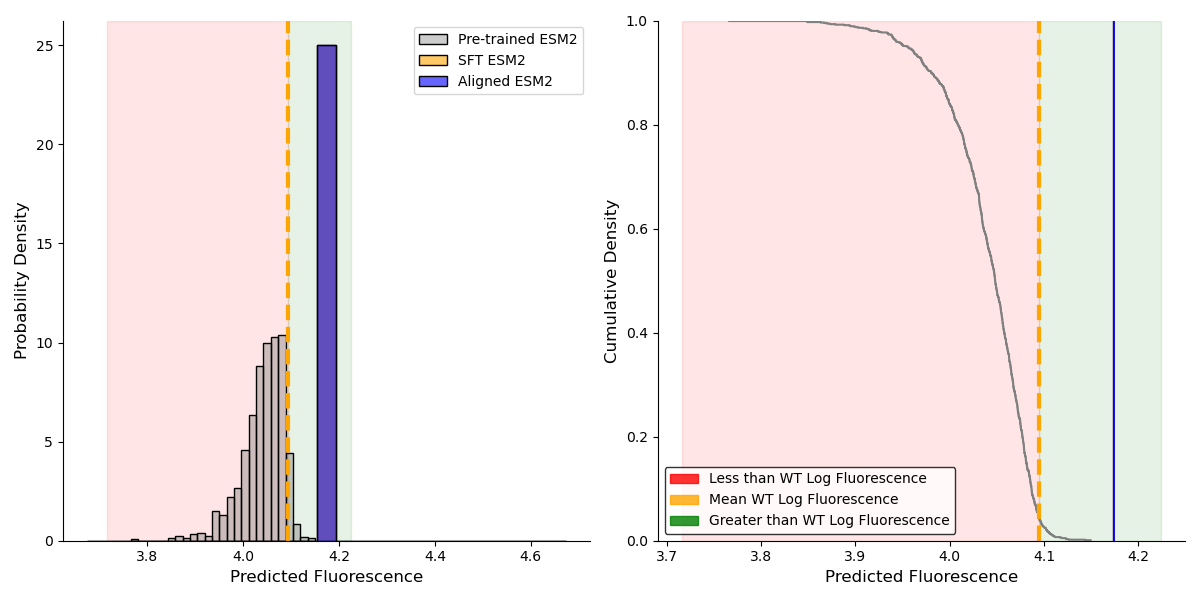 25
20
15
10
5
0
Probability Density
3.8
4.0
4.2
4.4
4.6
Predicted Fluorescence
Pre-trained ESM2
SFT ESM2
Aligned ESM2
1.0
0.8
0.6
0.4
0.2
0.0
Cumulative Density
3.7
3.8
3.9
4.0
4.1
4.2
Predicted Fluorescence
Less than WT Log Fluorescence
Mean WT Log Fluorescence
Greater than WT Log Fluorescence